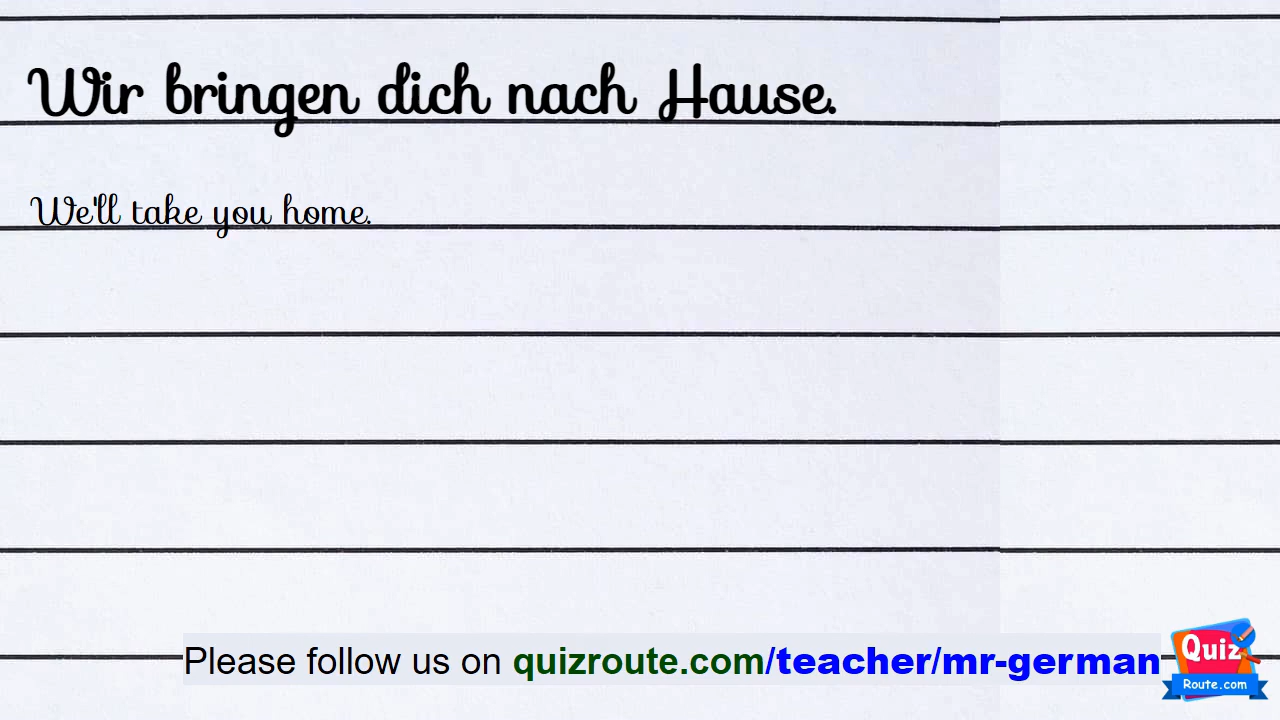 Wir bringen dich nach Hause.
We'll take you home.
Please follow us on quizroute.com/teacher/mr-german
Quiz
Route.com